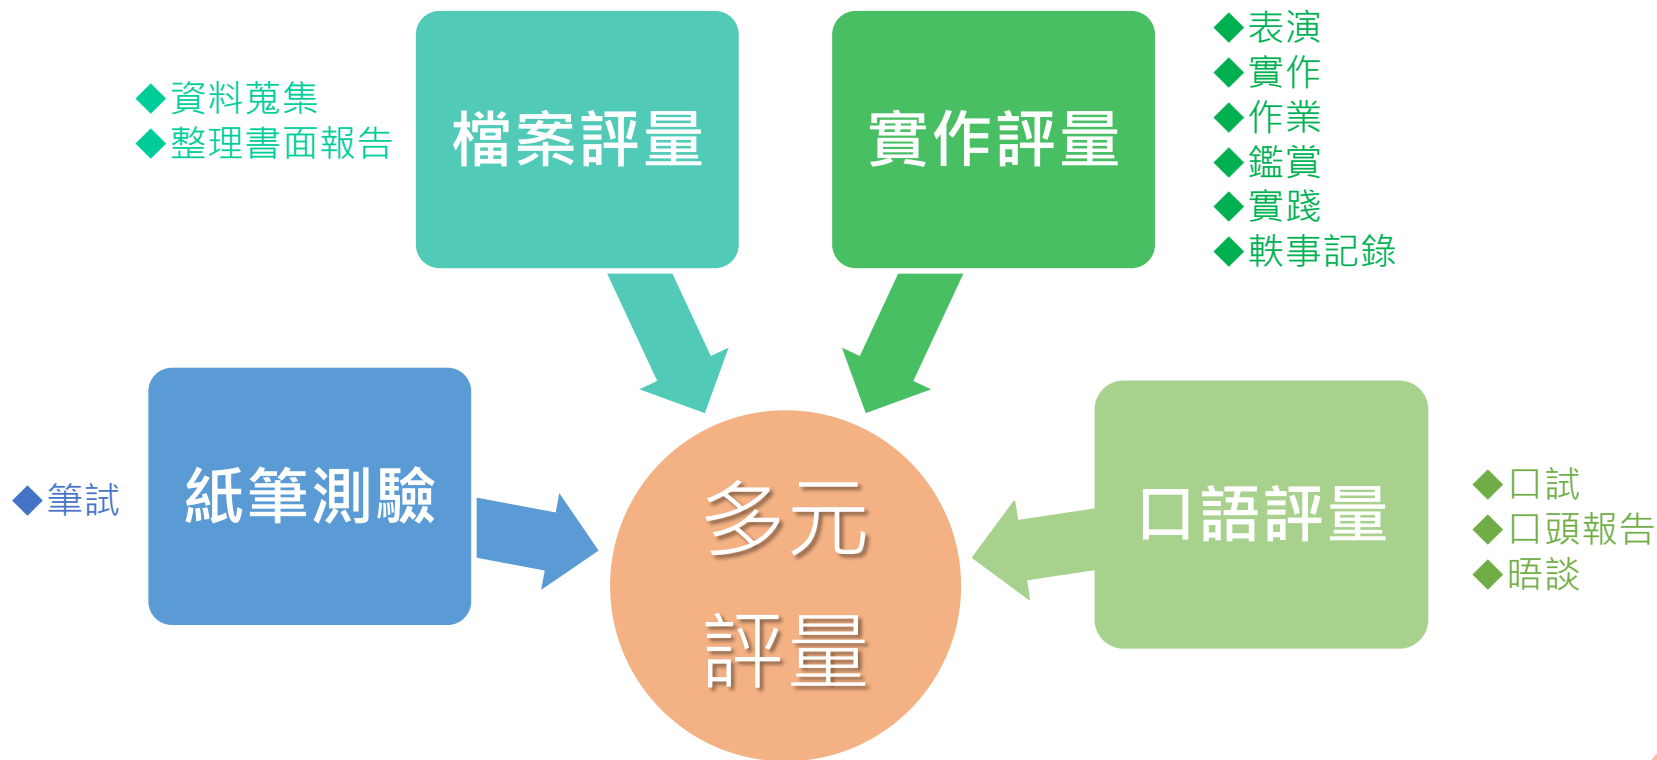 ◆資料蒐集
◆整理書面報告
檔案評量
實作評量
◆表演
◆實作
◆作業
◆鑑賞
◆實踐
◆軼事記錄
◆筆試
紙筆測驗
多元
評量
口語評量
◆口試
◆口頭報告
◆晤談